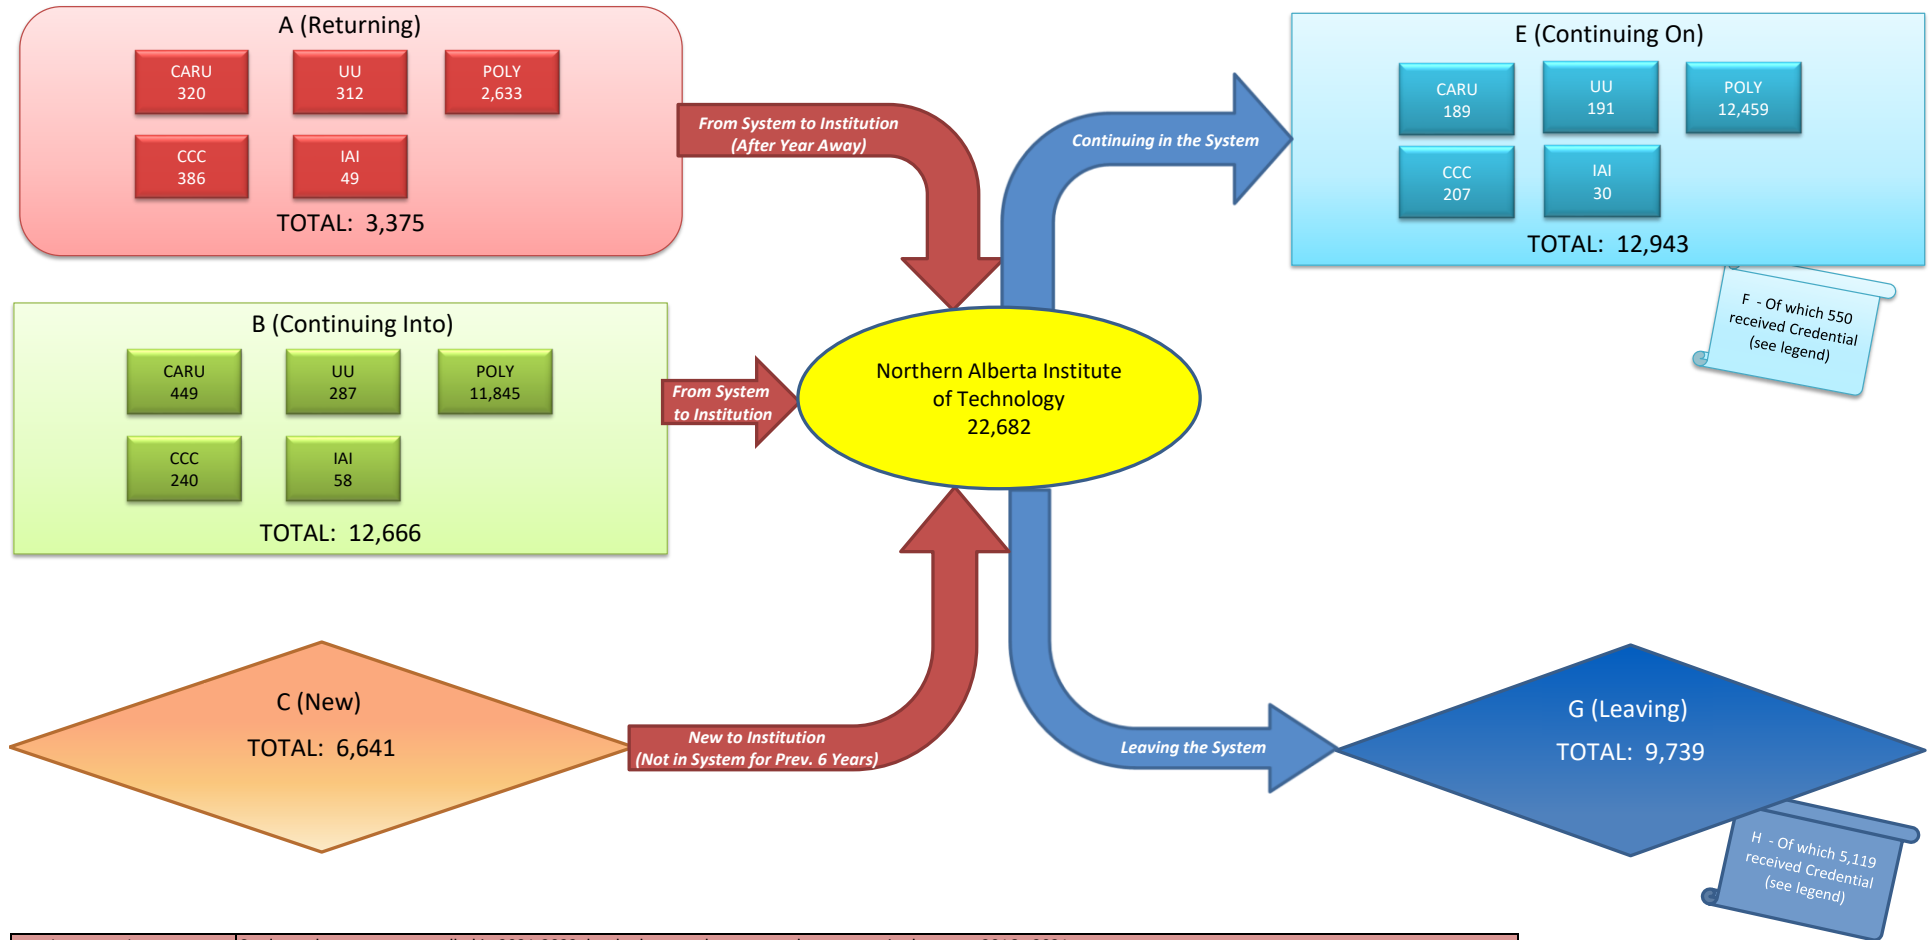 A (Returning)
CARU
320
UU
312
POLY
2,633
CCC
386
IAI
49
TOTAL: 3,375
From System to Institution
(After Year Away)
B (Continuing Into)
CARU
449
UU
287
POLY
11,845
CCC
240
IAI
58
TOTAL: 12,666
From System
to Institution
C (New)
TOTAL: 6,641
New to Institution
(Not in System for Prev. 6 Years)
Northern Alberta Institute
of Technology
22,682
Continuing in the System
E (Continuing On)
CARU
189
UU
191
POLY
12,459
CCC
207
IAI
30
TOTAL: 12,943
F - Of which 550
received Credential
(see legend)
Leaving the System
G (Leaving)
TOTAL: 9,739
H - Of which 5,119
received Credential
(see legend)